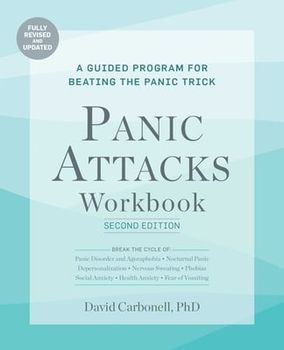 FULLY
REVISED AND
UPDATED
A GUIDED PROGRAM FOR
BEATING THE PANIC TRICK
PANIC
ATTACKS
Workbook
SECOND EDITION
BREAK THE CYCLE OF:
Panic Disorder and Agoraphobia • Nocturnal Panic
Depersonalization • Nervous Sweating • Phobias
Social Anxiety • Health Anxiety • Fear of Vomiting
David Carbonell, PhD